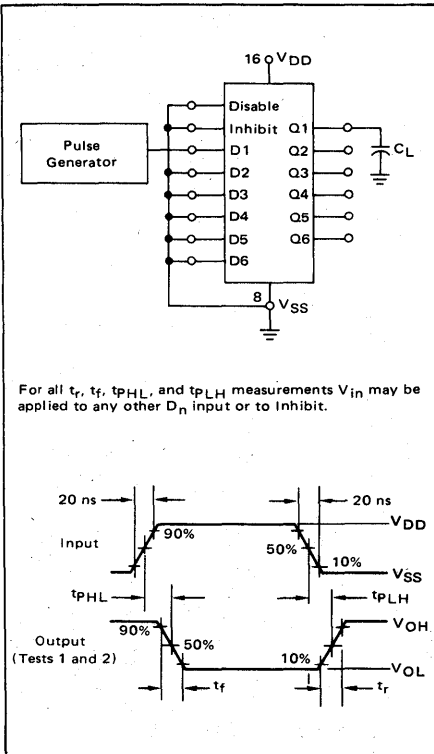 16 VDD
Disable
Inhibit Q1
Pulse Generator
D1 Q2
CL
D2 Q3
D3 Q4
D4 Q5
D5 Q6
D6
8 VSS
For all tr, tf, tPHL, and tPLH measurements Vin may be
applied to any other Dn input or to Inhibit.
20 ns 20 ns
VDD
90%
Input 50% 10%
VSS
tPHL tPLH
VOH
90%
Output 50%
(Tests 1 and 2) 10%
VOL
tf tr